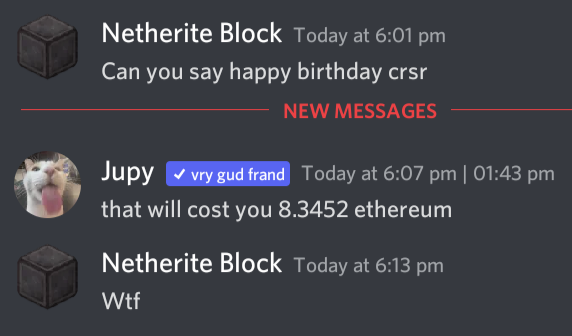 Netherite Block Today at 6:01 pm
Can you say happy birthday crsr
NEW MESSAGES
Jupy ✓ vry gud frand Today at 6:07 pm | 01:43 pm
that will cost you 8.3452 ethereum
Netherite Block Today at 6:13 pm
Wtf